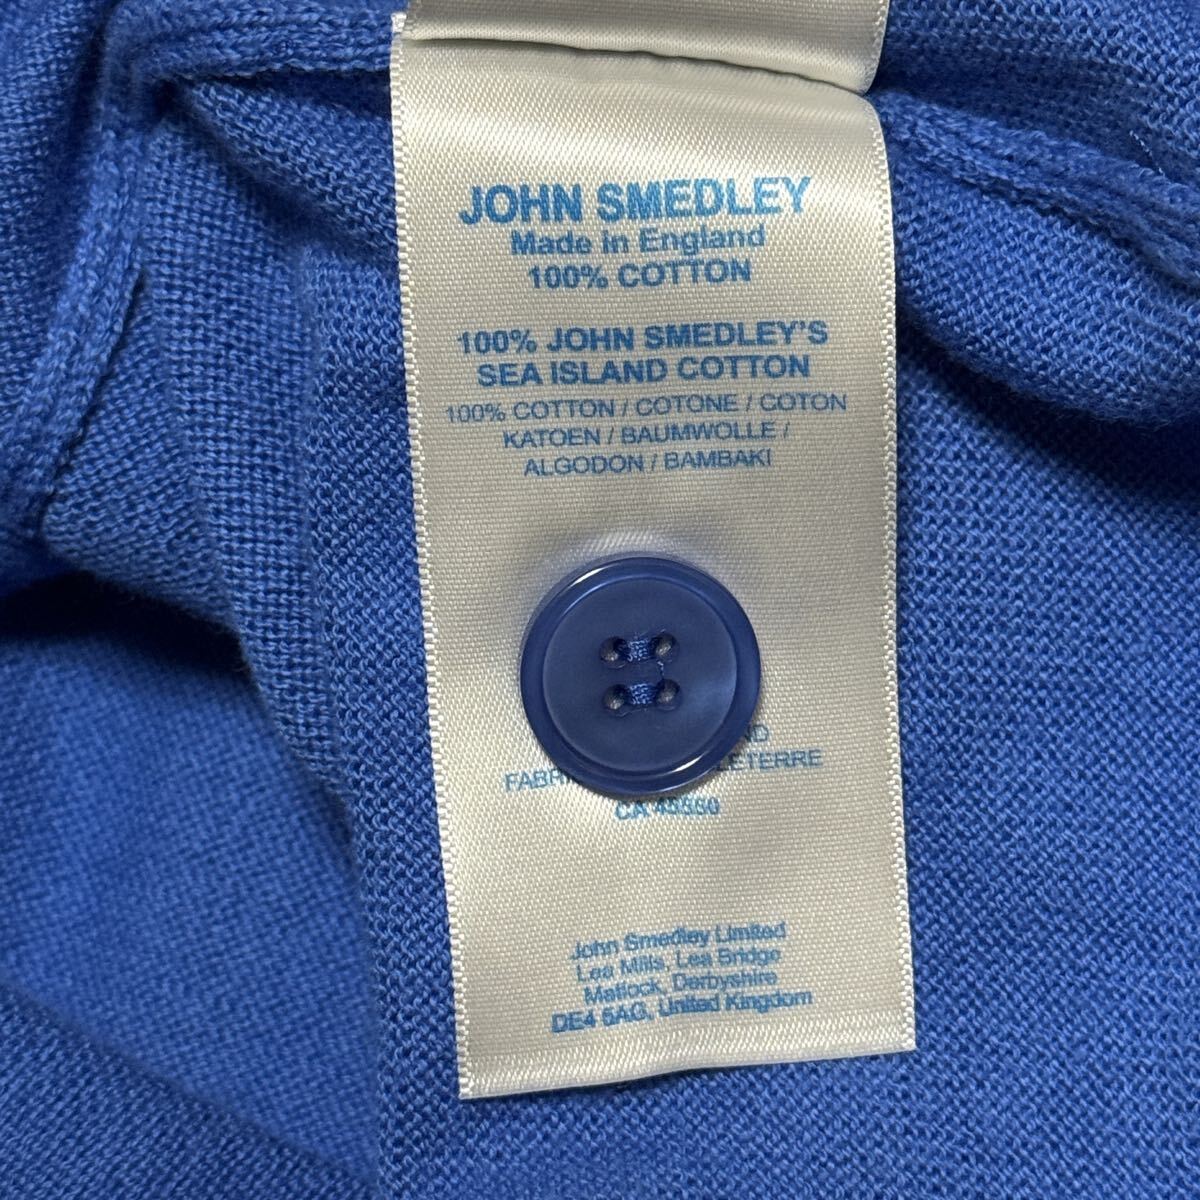 JOHN SMEDLEY
Made in England
100% COTTON
100% JOHN SMEDLEY'S
SEA ISLAND COTTON
100% COTTON / COTONE / COTON
KATOEN / BAUMWOLLE /
ALGODON / BAMBAKI
CA
John Smedley Limited
Lea Mills, Lea Bridge
Matlock, Derbyshire
DE4 5AG, United Kingdom